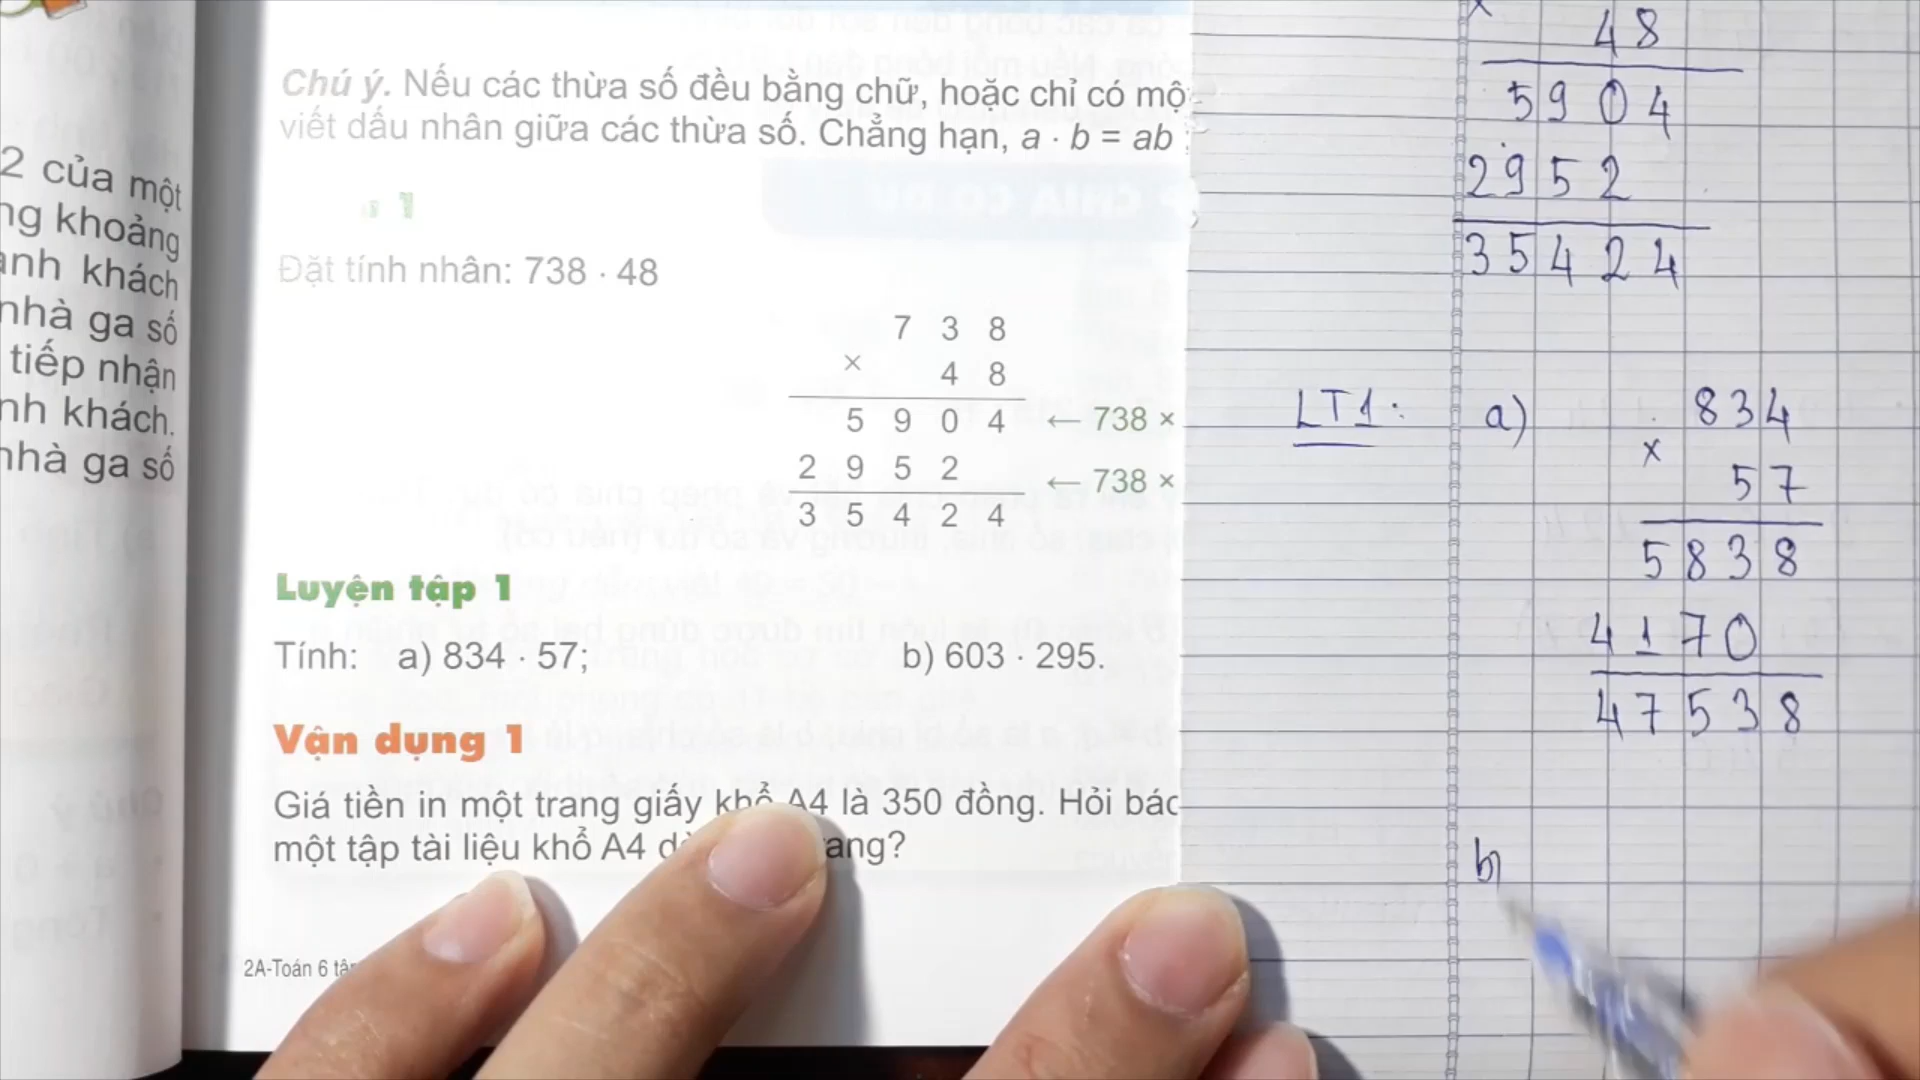 2 của một
ng khoảng
anh khách
nhà ga số
tiếp nhận
nh khách.
nhà ga số
Chú ý. Nếu các thừa số đều bằng chữ, hoặc chỉ có
viết dấu nhân giữa các thừa số. Chẳng hạn, a · b = ab
1
Đặt tính nhân: 738 · 48
7 3 8
×
4 8
5 9 0 4 ← 738 ×
2 9 5 2 ← 738 ×
3 5 4 2 4
Luyện tập 1
Tính: a) 834 · 57; b) 603 · 295.
Vận dụng 1
Giá tiền in một trang giấy khổ A4 là 350 đồng. Hỏi
một tập tài liệu khổ A4
2A-Toán 6
×
48
5904
2952
35424
LT1: a) 834
×
57
5838
4170
47538
b)